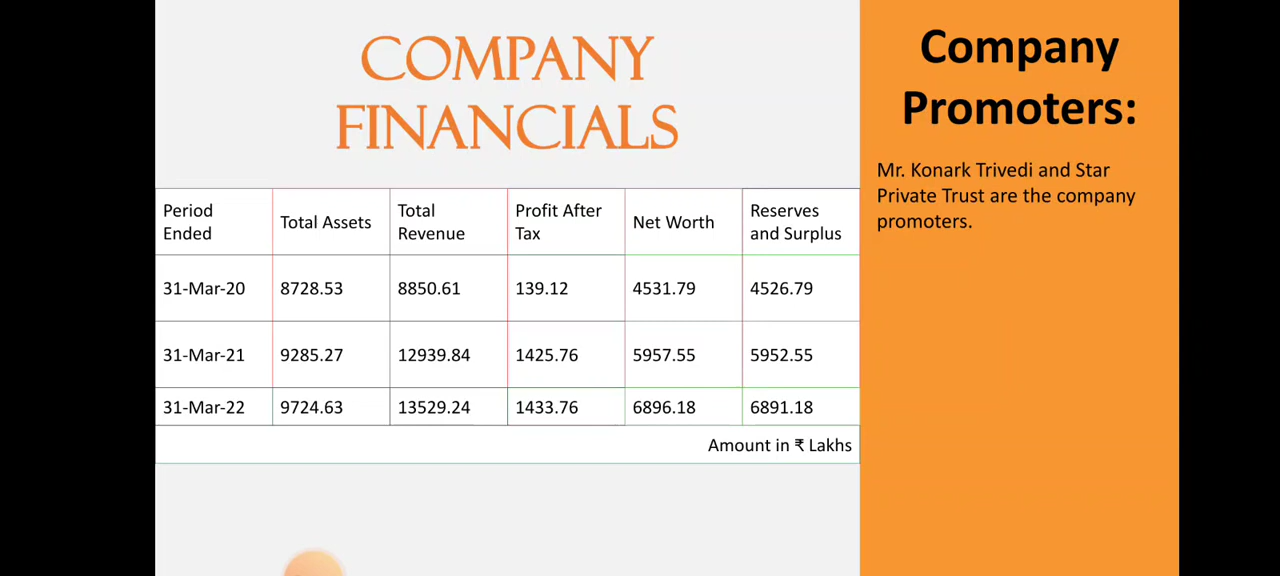 COMPANY
FINANCIALS
Period Ended Total Assets Total Revenue Profit After Tax Net Worth Reserves and Surplus
31-Mar-20 8728.53 8850.61 139.12 4531.79 4526.79
31-Mar-21 9285.27 12939.84 1425.76 5957.55 5952.55
31-Mar-22 9724.63 13529.24 1433.76 6896.18 6891.18
Amount in ₹ Lakhs
Company
Promoters:
Mr. Konark Trivedi and Star
Private Trust are the company
promoters.